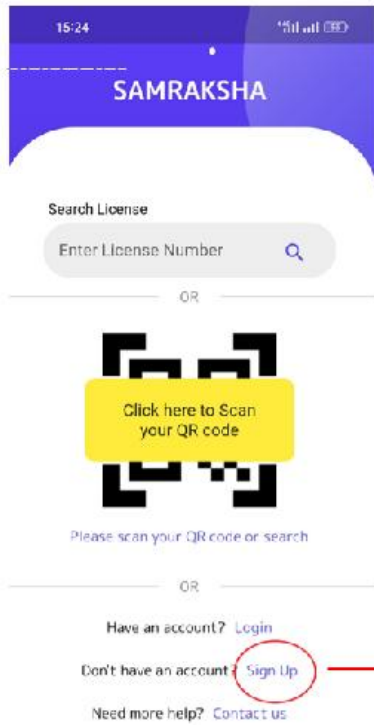 15:24
SAMRAKSHA
Search License
Enter License Number
OR
Click here to Scan
your QR code
Please scan your QR code or search
OR
Have an account? Login
Don't have an account? Sign Up
Need more help? Contact us